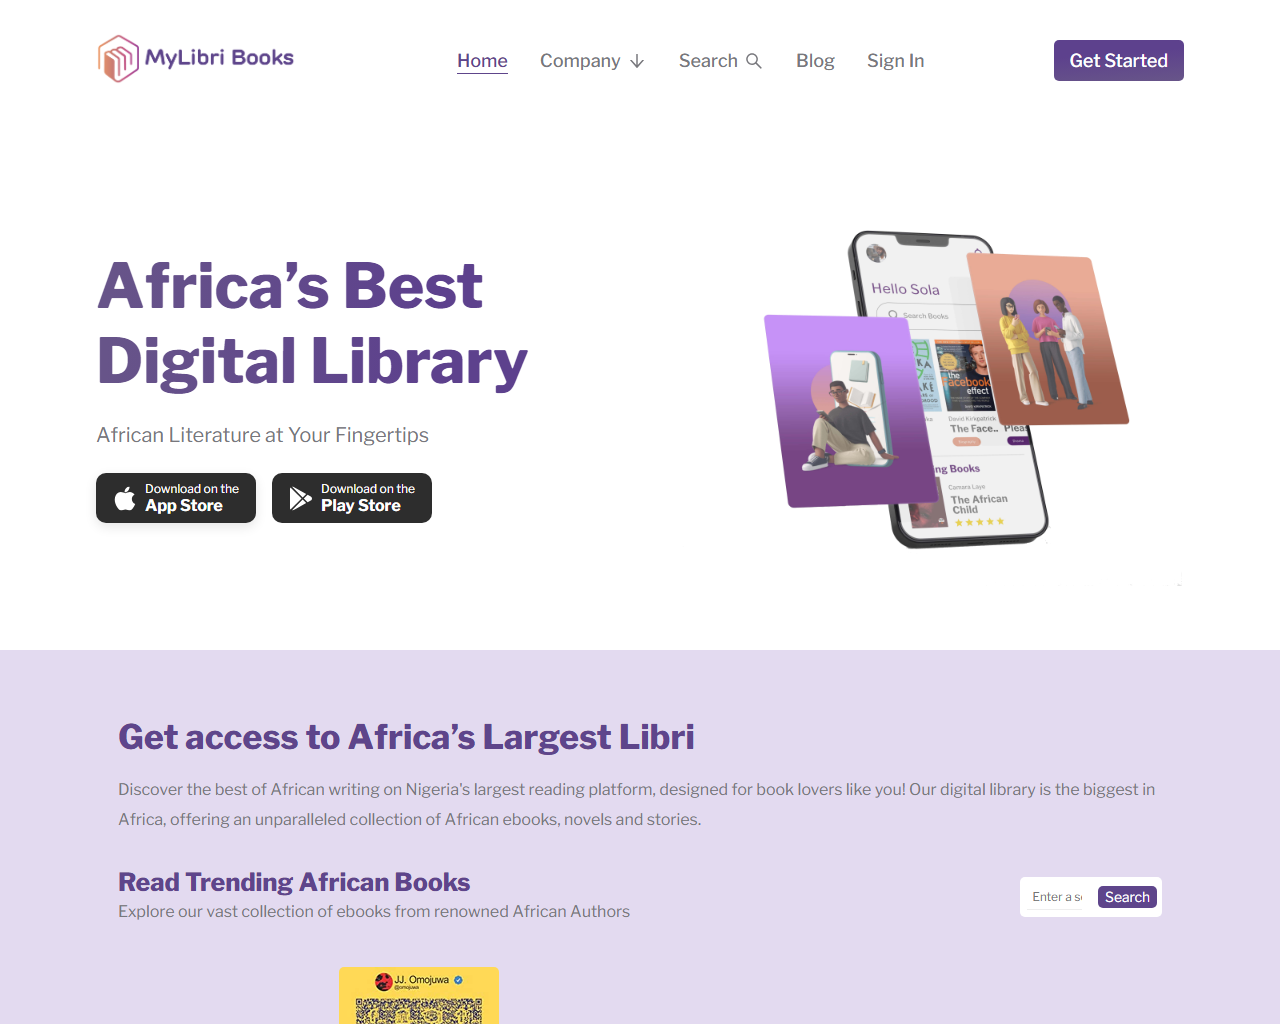 MyLibri Books
Home
Company
Search
Blog
Sign In
Get Started
Africa’s Best
Digital Library
African Literature at Your Fingertips
Download on the
App Store
Download on the
Play Store
Hello Sola
Search Books
the
facebook
effect
David Kirkpatrick
The Face..
Camara Laye
The African
Child
Get access to Africa’s Largest Libri
Discover the best of African writing on Nigeria's largest reading platform, designed for book lovers like you! Our digital library is the biggest in
Africa, offering an unparalleled collection of African ebooks, novels and stories.
Read Trending African Books
Explore our vast collection of ebooks from renowned African Authors
Enter a s
Search
JJ. Omojuwa
@omojuwa